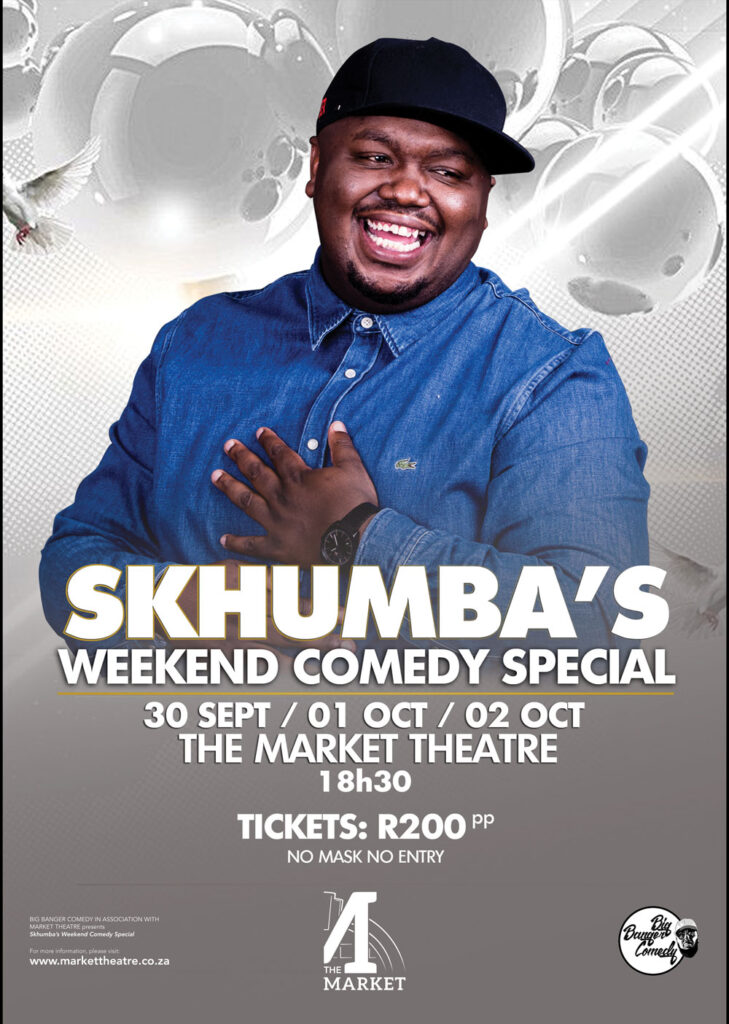 SKHUMBA'S
WEEKEND COMEDY SPECIAL
30 SEPT / 01 OCT / 02 OCT
THE MARKET THEATRE
18h30
TICKETS: R200 pp
NO MASK NO ENTRY
BIG BANGER COMEDY IN ASSOCIATION WITH
MARKET THEATRE presents
Skhumba's Weekend Comedy Special
For more information, please visit:
www.markettheatre.co.za
THE
MARKET
Big
Banger
Comedy